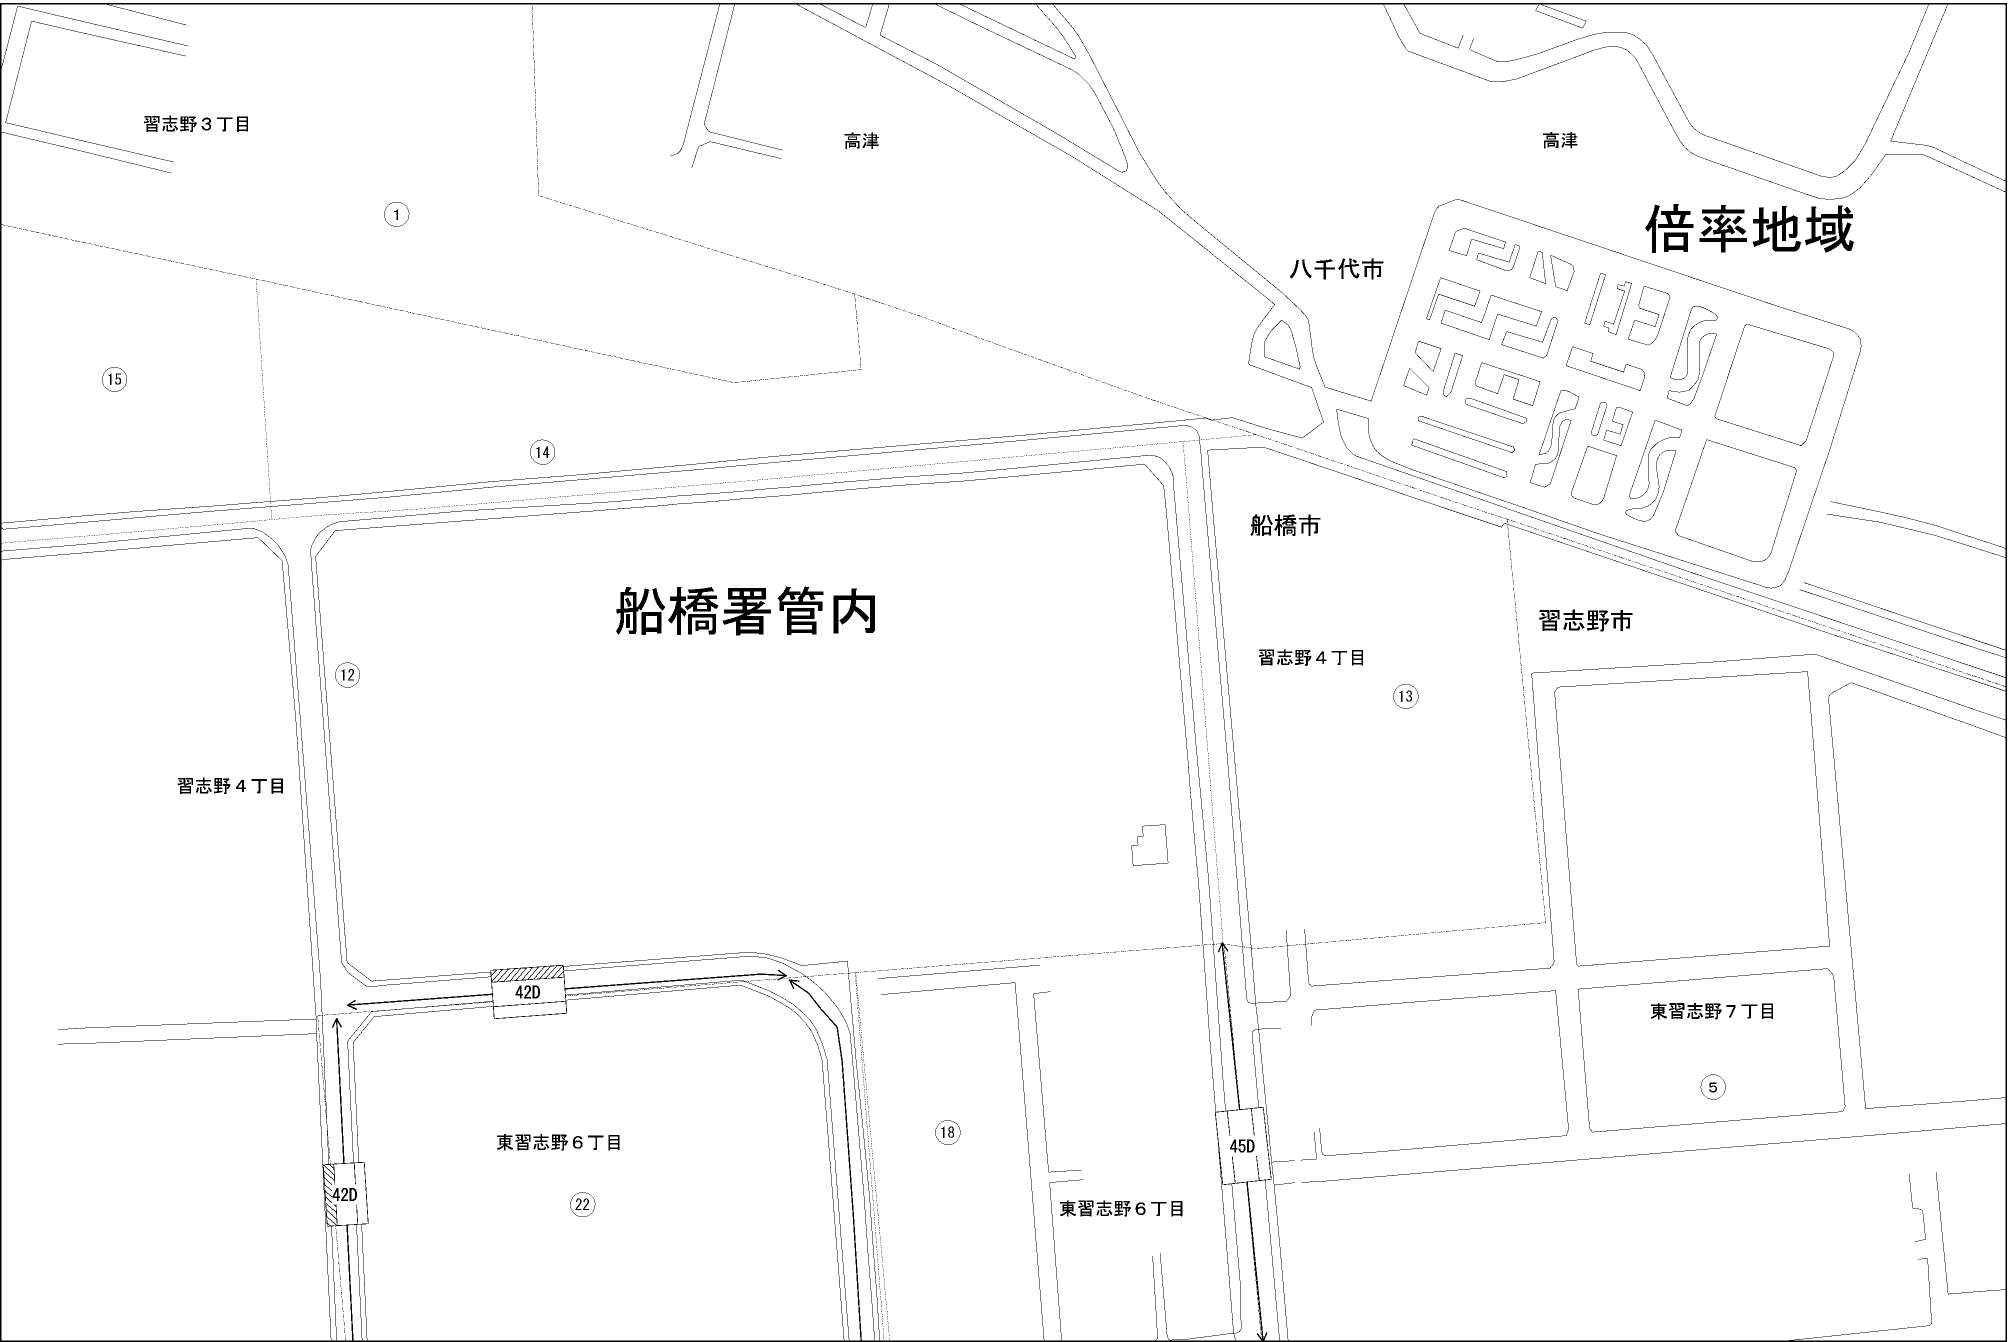 習志野３丁目
高津
高津
①
倍率地域
八千代市
⑮
⑭
船橋市
船橋署管内
習志野市
習志野４丁目
⑫
⑬
習志野４丁目
42D
東習志野７丁目
⑤
⑱
東習志野６丁目
45D
42D
㉒
東習志野６丁目